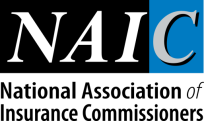 NAIC
National Association of
Insurance Commissioners